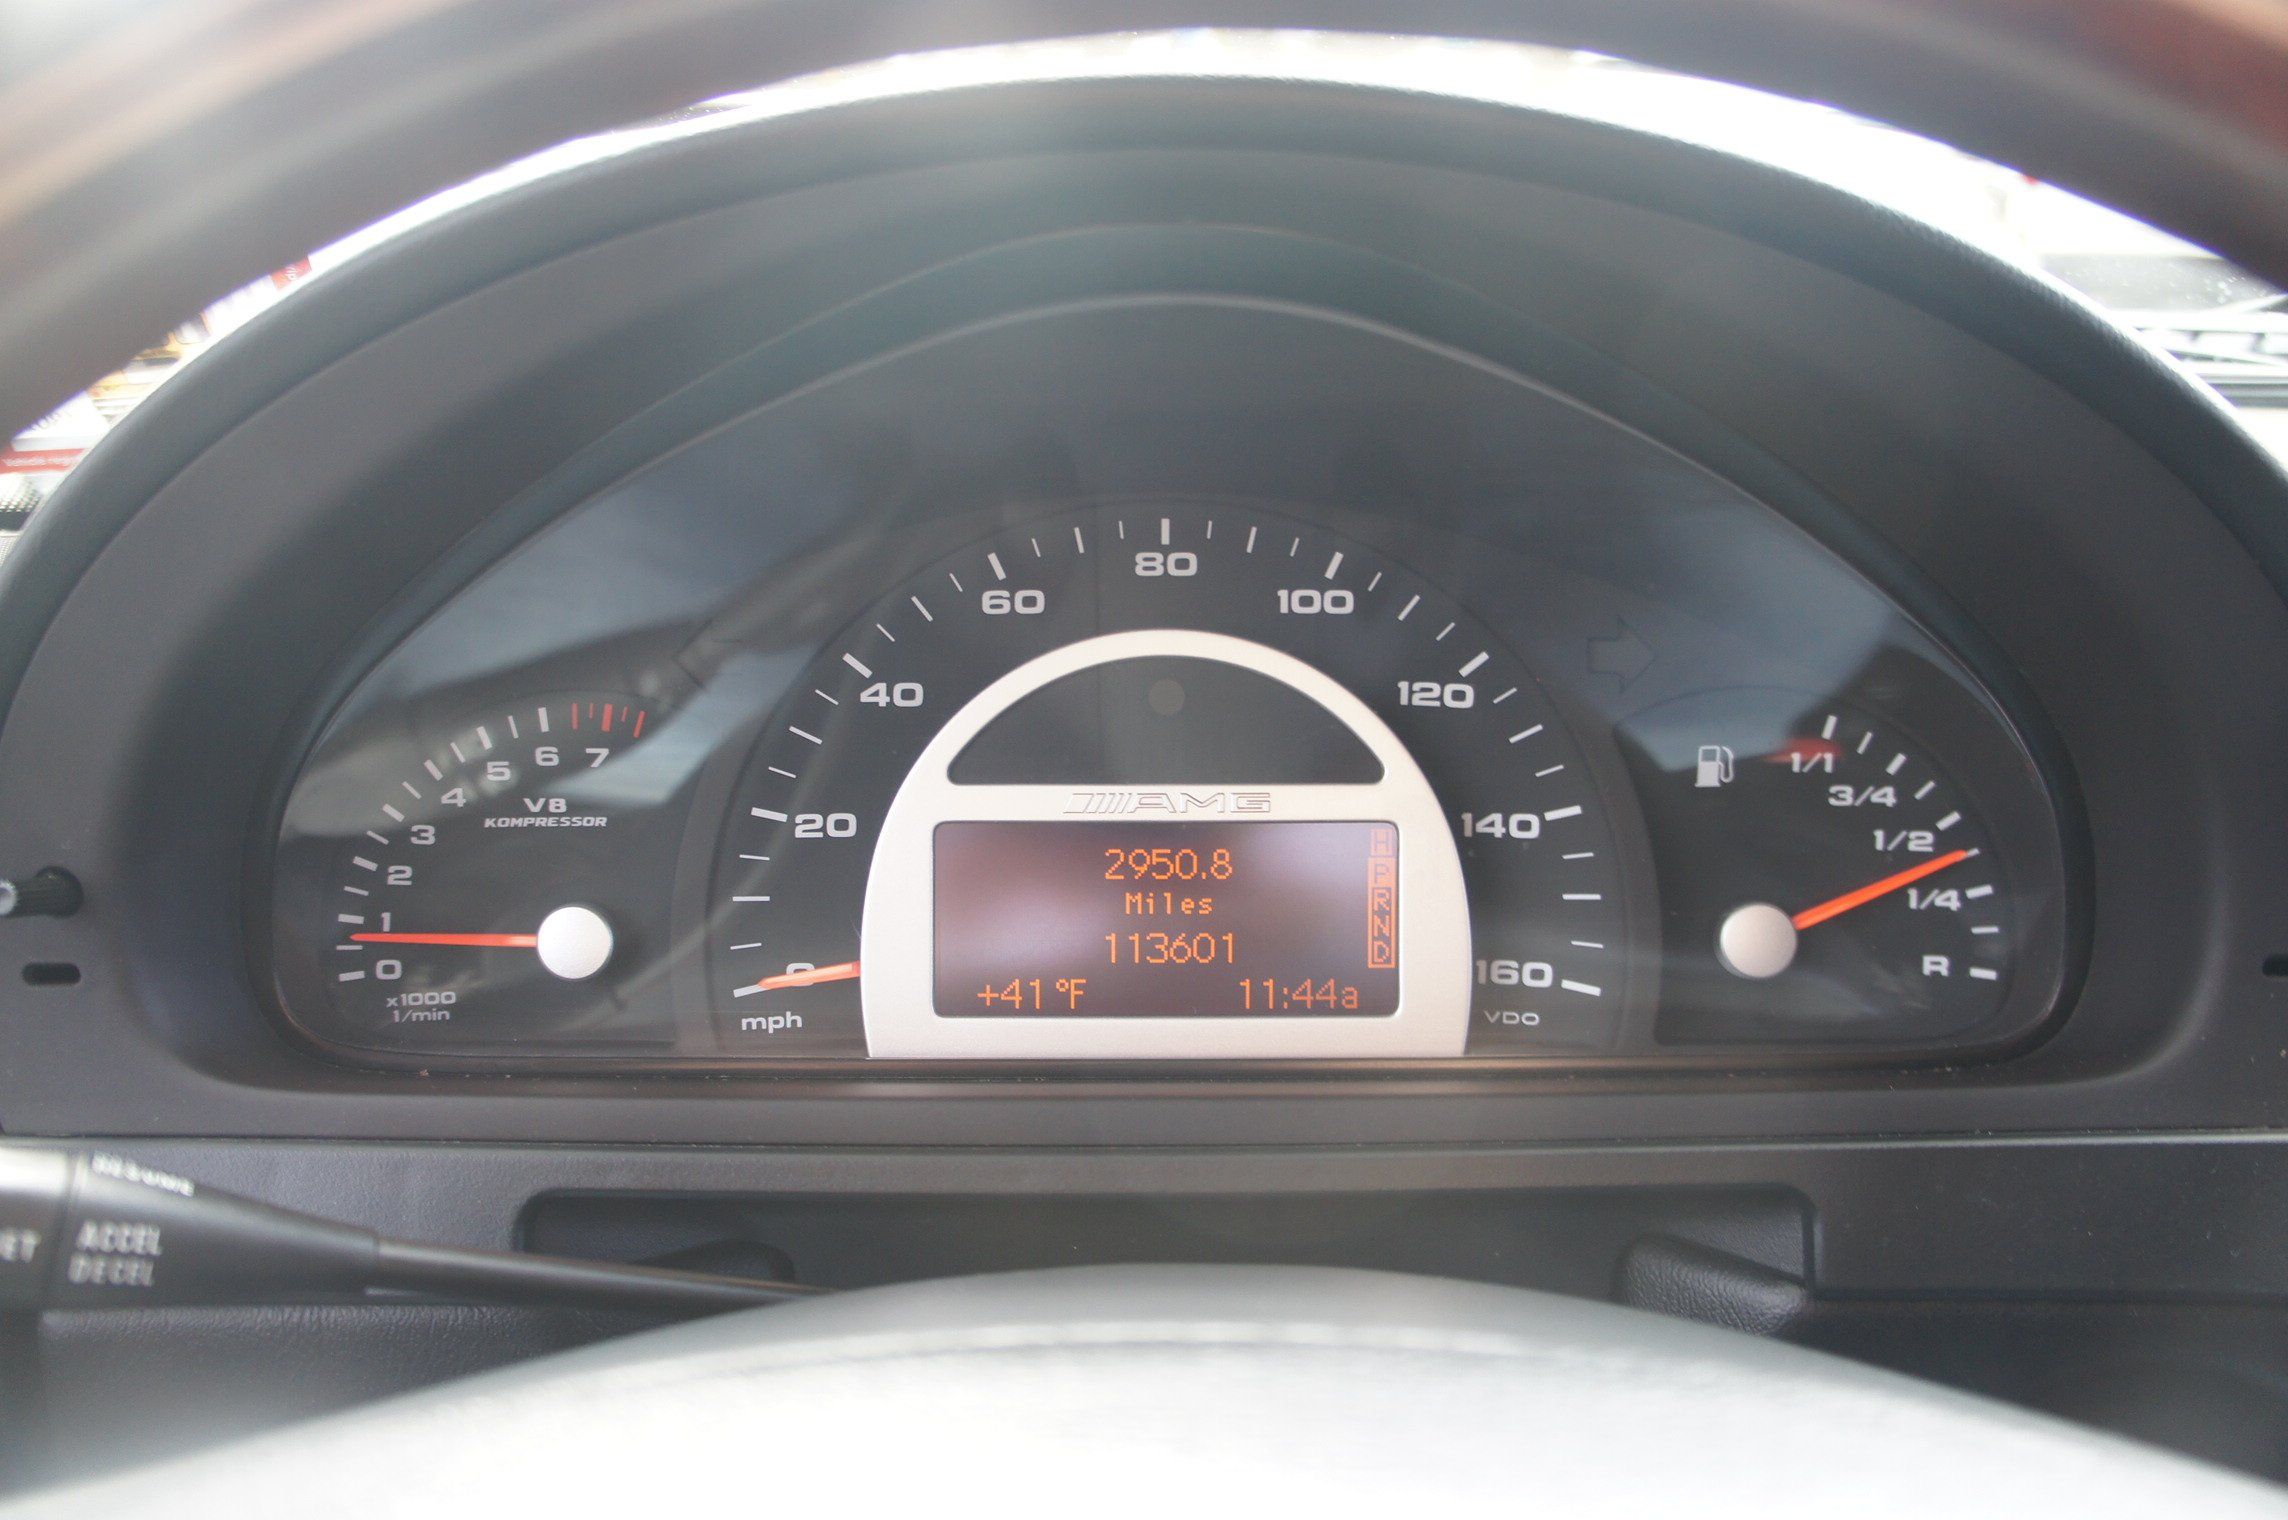 80
60
100
40
120
20
140
0
160
mph
VDO
5
6
7
4
3
2
1
0
V8
KOMPRESSOR
x1000
1/min
1/1
3/4
1/2
1/4
R
AMG
2950.8
Miles
113601
+41°F
11:44a
H
P
R
N
D
RESUME
ACCEL
DECEL